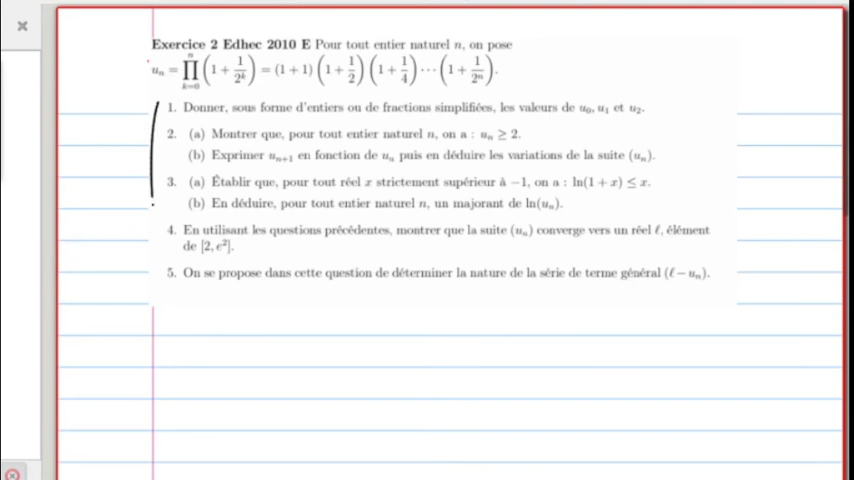 Exercice 2 Edhec 2010 E Pour tout entier naturel n, on pose
u_n = ∏_{k=0}^{n} (1 + 1/2^k) = (1 + 1) (1 + 1/2) (1 + 1/4) ⋯ (1 + 1/2^n).
1. Donner, sous forme d'entiers ou de fractions simplifiées, les valeurs de u_0, u_1 et u_2.
2. (a) Montrer que, pour tout entier naturel n, on a : u_n ≥ 2.
(b) Exprimer u_{n+1} en fonction de u_n puis en déduire les variations de la suite (u_n).
3. (a) Établir que, pour tout réel x strictement supérieur à −1, on a : ln(1 + x) ≤ x.
(b) En déduire, pour tout entier naturel n, un majorant de ln(u_n).
4. En utilisant les questions précédentes, montrer que la suite (u_n) converge vers un réel ℓ, élément
de [2, e^2].
5. On se propose dans cette question de déterminer la nature de la série de terme général (ℓ − u_n).